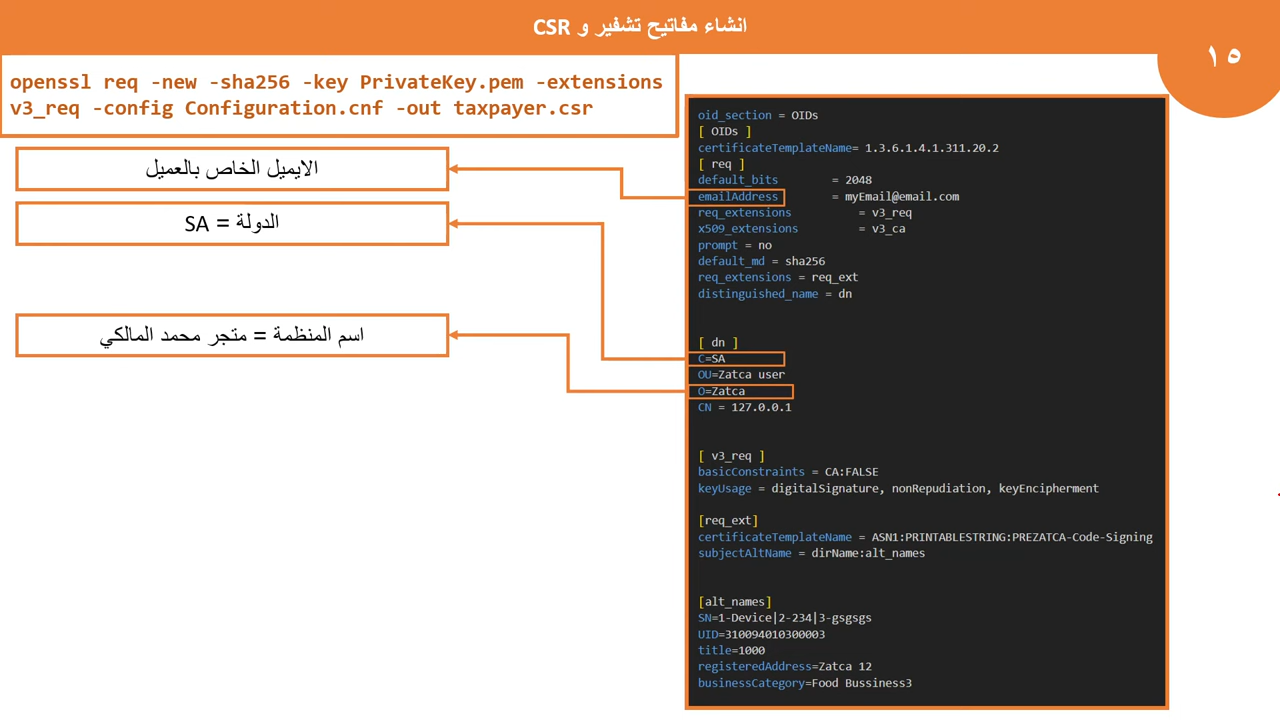 انشاء مفاتيح تشفير و CSR
١٥
openssl req -new -sha256 -key PrivateKey.pem -extensions
v3_req -config Configuration.cnf -out taxpayer.csr
الايميل الخاص بالعميل
الدولة = SA
اسم المنظمة = متجر محمد المالكي
oid_section = OIDs
[ OIDs ]
certificateTemplateName= 1.3.6.1.4.1.311.20.2
[ req ]
default_bits = 2048
emailAddress = myEmail@email.com
req_extensions = v3_req
x509_extensions = v3_ca
prompt = no
default_md = sha256
req_extensions = req_ext
distinguished_name = dn
[ dn ]
C=SA
OU=Zatca user
O=Zatca
CN = 127.0.0.1
[ v3_req ]
basicConstraints = CA:FALSE
keyUsage = digitalSignature, nonRepudiation, keyEncipherment
[req_ext]
certificateTemplateName = ASN1:PRINTABLESTRING:PREZATCA-Code-Signing
subjectAltName = dirName:alt_names
[alt_names]
SN=1-Device|2-234|3-gsgsgs
UID=310094010300003
title=1000
registeredAddress=Zatca 12
businessCategory=Food Bussiness3